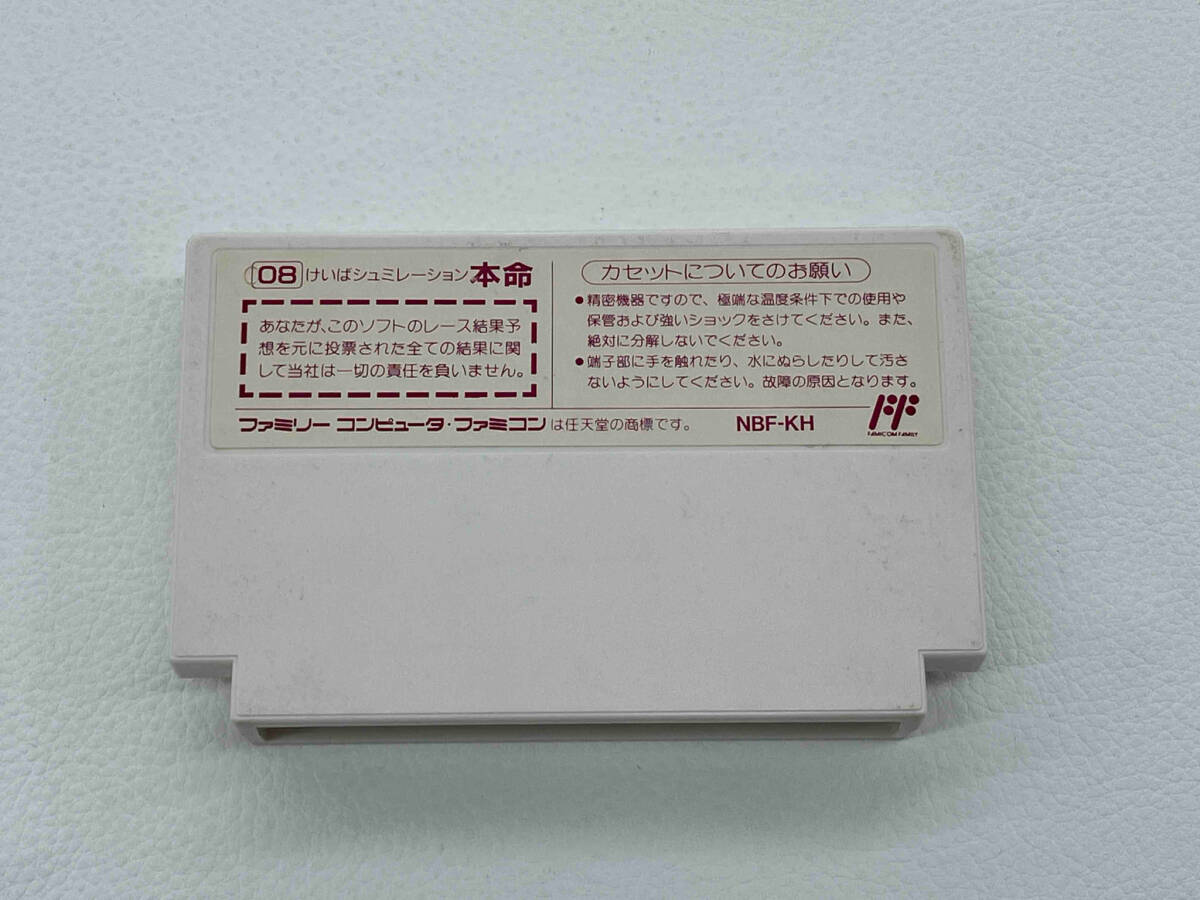 08 けいばシュミレーション 本命
あなたが、このソフトのレース結果予
想を元に投票された全ての結果に関
して当社は一切の責任を負いません。
カセットについてのお願い
●精密機器ですので、極端な温度条件下での使用や
保管および強いショックをさけてください。また、
絶対に分解しないでください。
●端子部に手を触れたり、水にぬらしたりして汚さ
ないようにしてください。故障の原因となります。
ファミリー コンピュータ・ファミコンは任天堂の商標です。
NBF-KH
FF
FAMICOM FAMILY